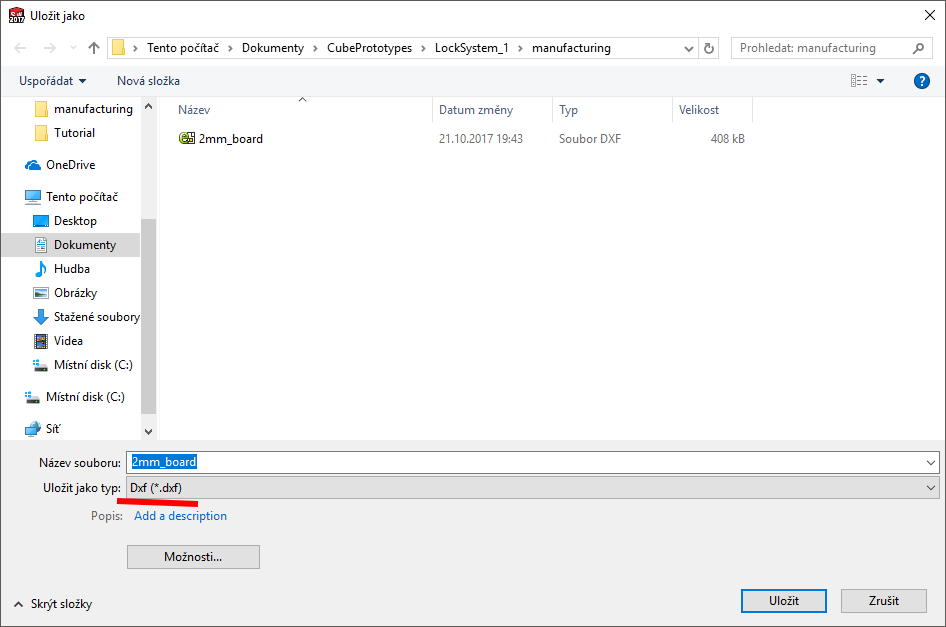 SW 2017 Uložit jako
Tento počítač > Dokumenty > CubePrototypes > LockSystem_1 > manufacturing Prohledat: manufacturing
Uspořádat Nová složka ?
manufacturing
Tutorial
OneDrive
Tento počítač
Desktop
Dokumenty
Hudba
Obrázky
Stažené soubory
Videa
Místní disk (C:)
Místní disk (C:)
Síť
Název Datum změny Typ Velikost
2mm_board 21.10.2017 19:43 Soubor DXF 408 kB
Název souboru: 2mm_board
Uložit jako typ: Dxf (*.dxf)
Popis: Add a description
Možnosti...
Skrýt složky Uložit Zrušit